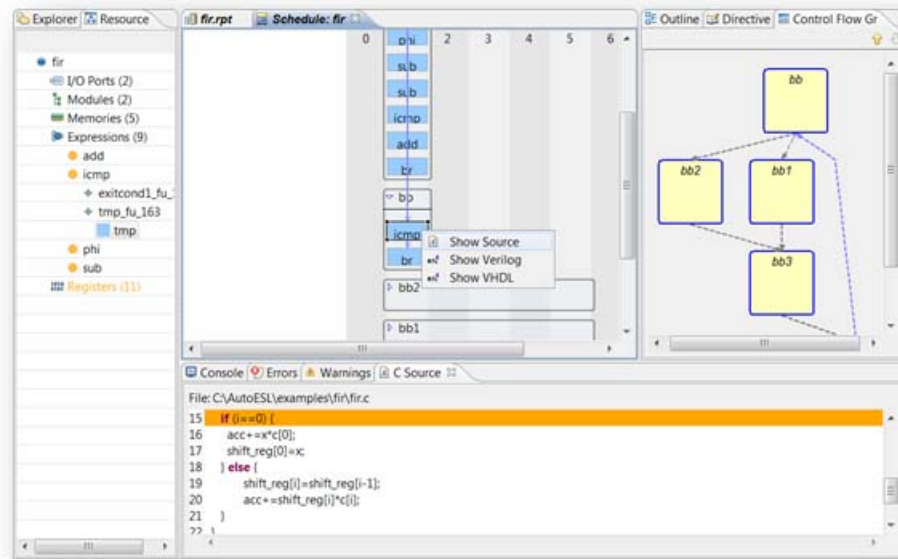 Explorer Resource
fir
I/O Ports (2)
Modules (2)
Memories (5)
Expressions (9)
add
icmp
exitcond1_fu_
tmp_fu_163
tmp
phi
sub
Registers (11)
fir.rpt Schedule: fir
0 2 3 4 5 6
phi
sub
sub
icmp
add
br
bb
icmp
br
bb2
bb1
Show Source
Show Verilog
Show VHDL
Outline Directive Control Flow Gr
bb
bb2 bb1
bb3
Console Errors Warnings C Source
File: C:\AutoESL\examples\fir\fir.c
15 if (i==0) {
16 acc+=x*c[0];
17 shift_reg[0]=x;
18 } else {
19 shift_reg[i]=shift_reg[i-1];
20 acc+=shift_reg[i]*c[i];
21 }
22 }